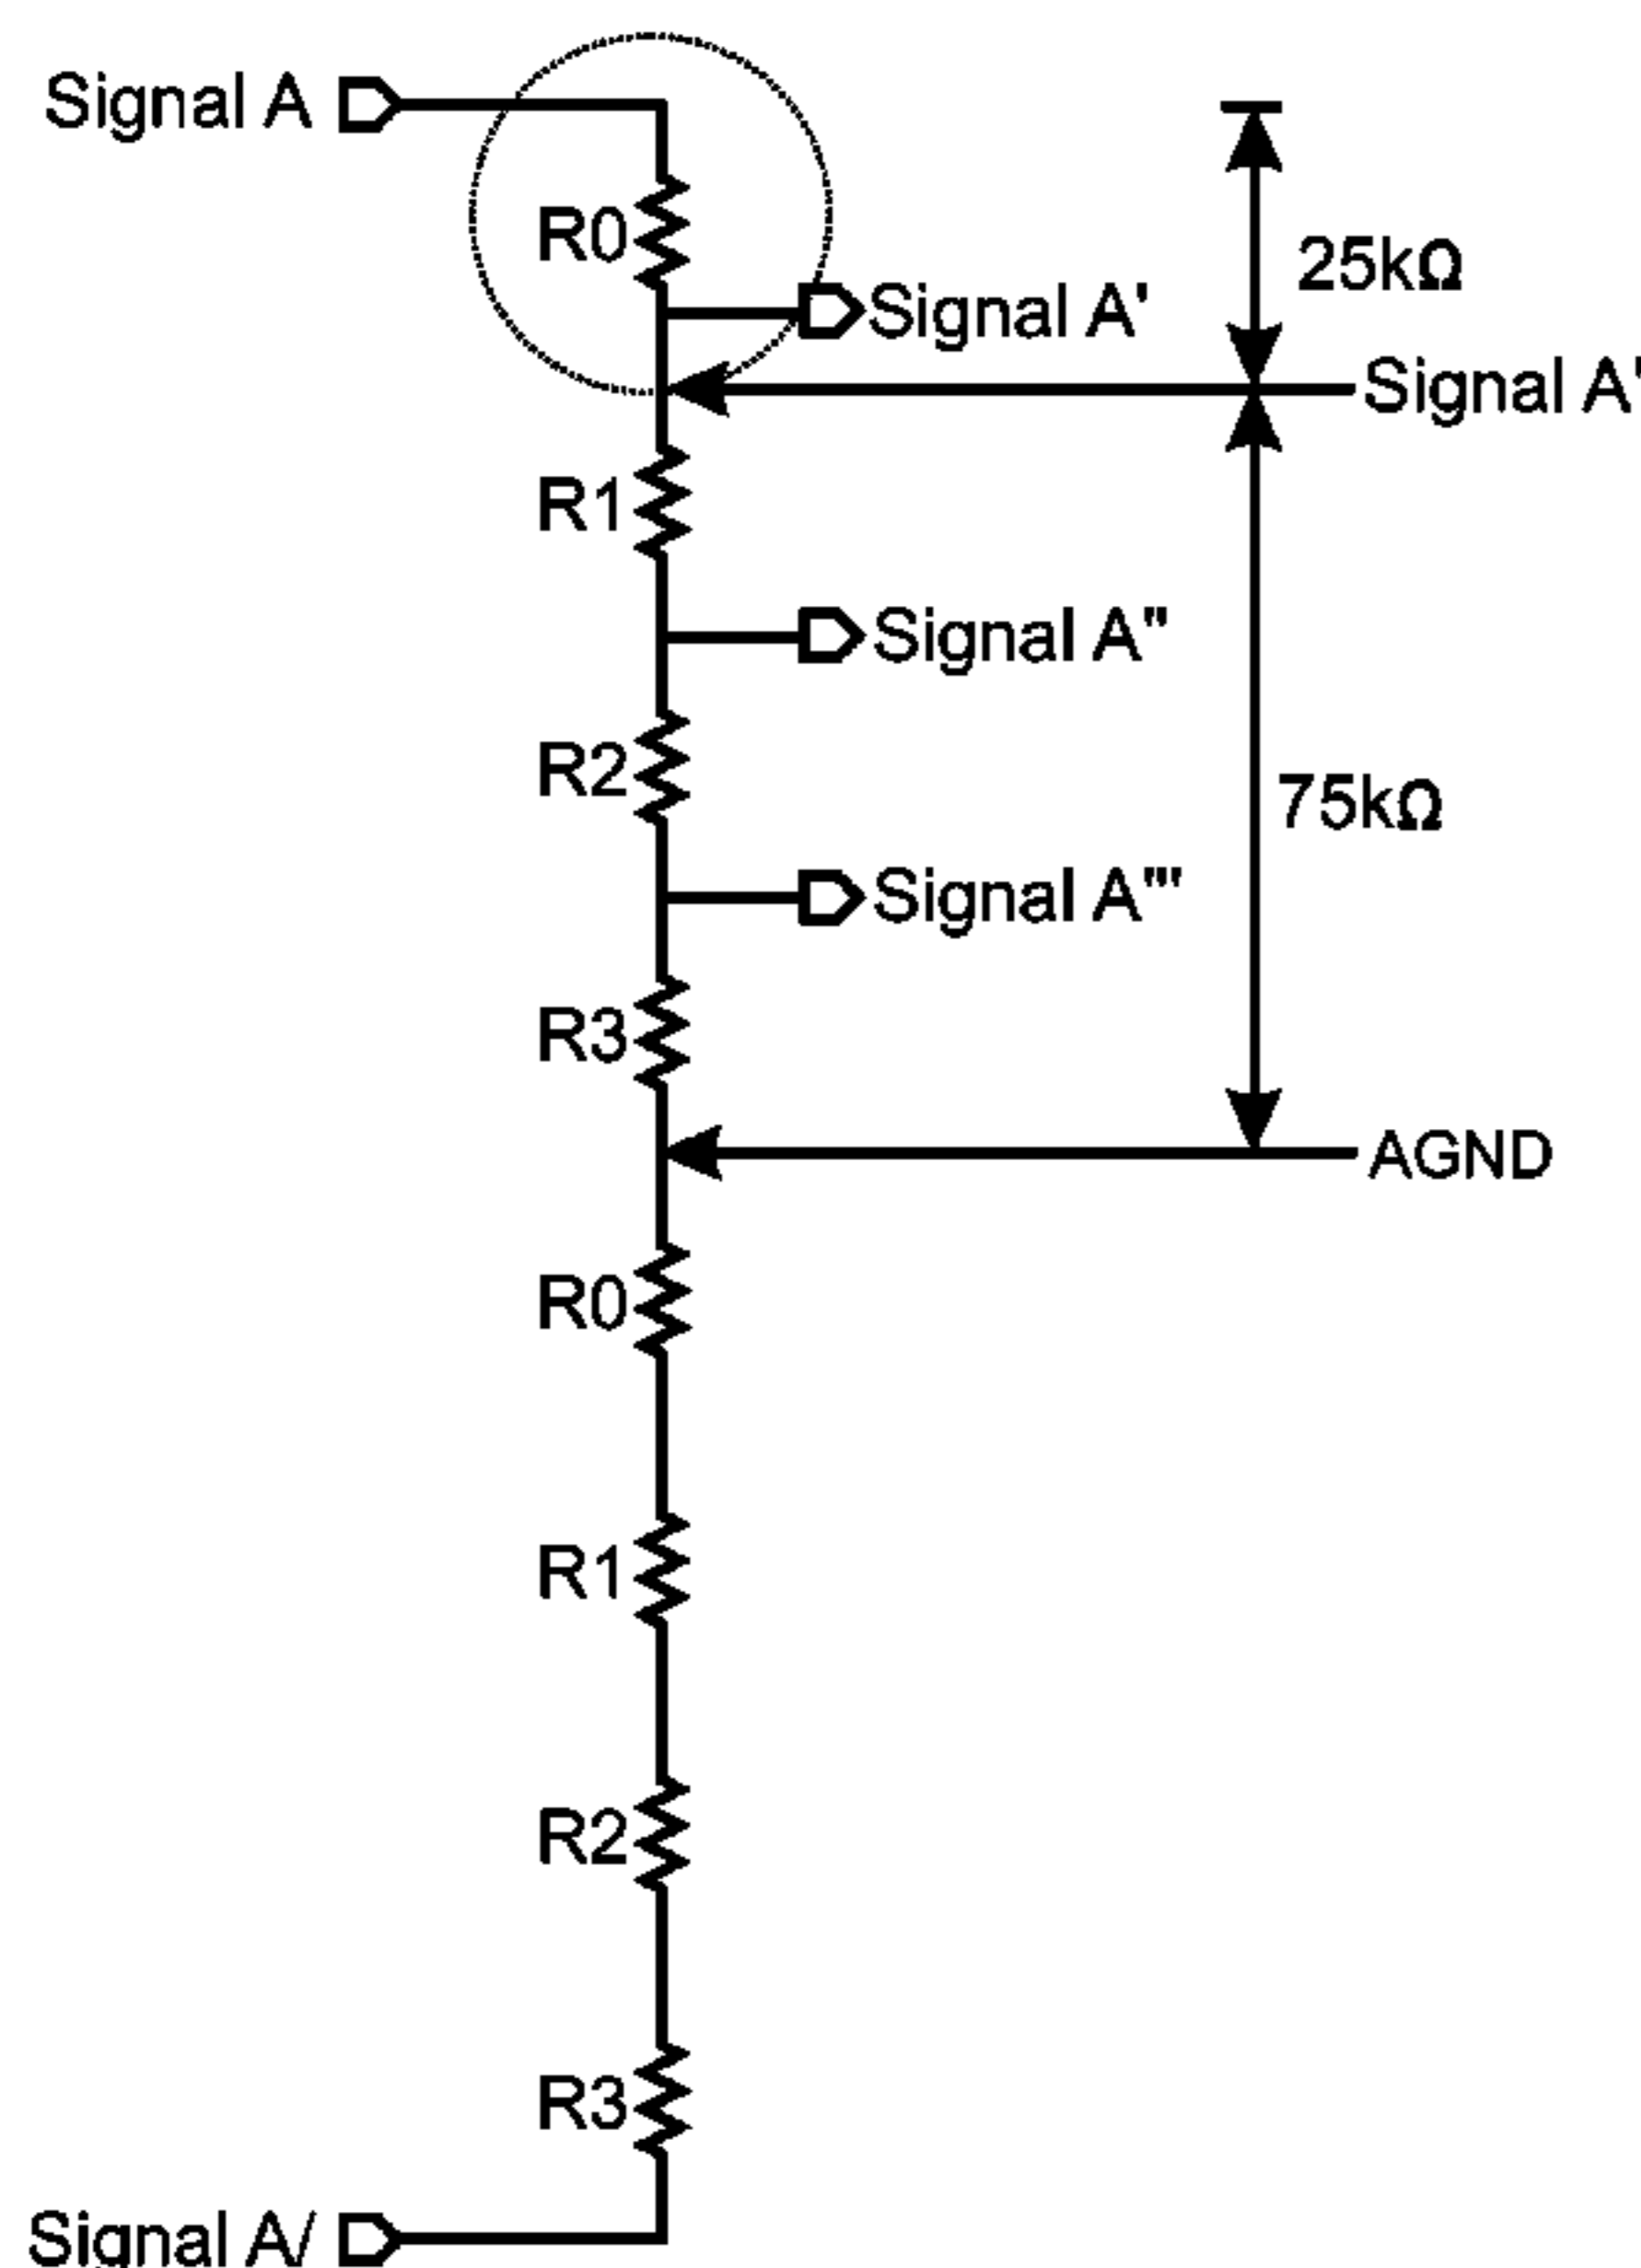 Signal A
R0
25kΩ
Signal A'
Signal A'
R1
Signal A"
R2
75kΩ
Signal A"'
R3
AGND
R0
R1
R2
R3
Signal A/